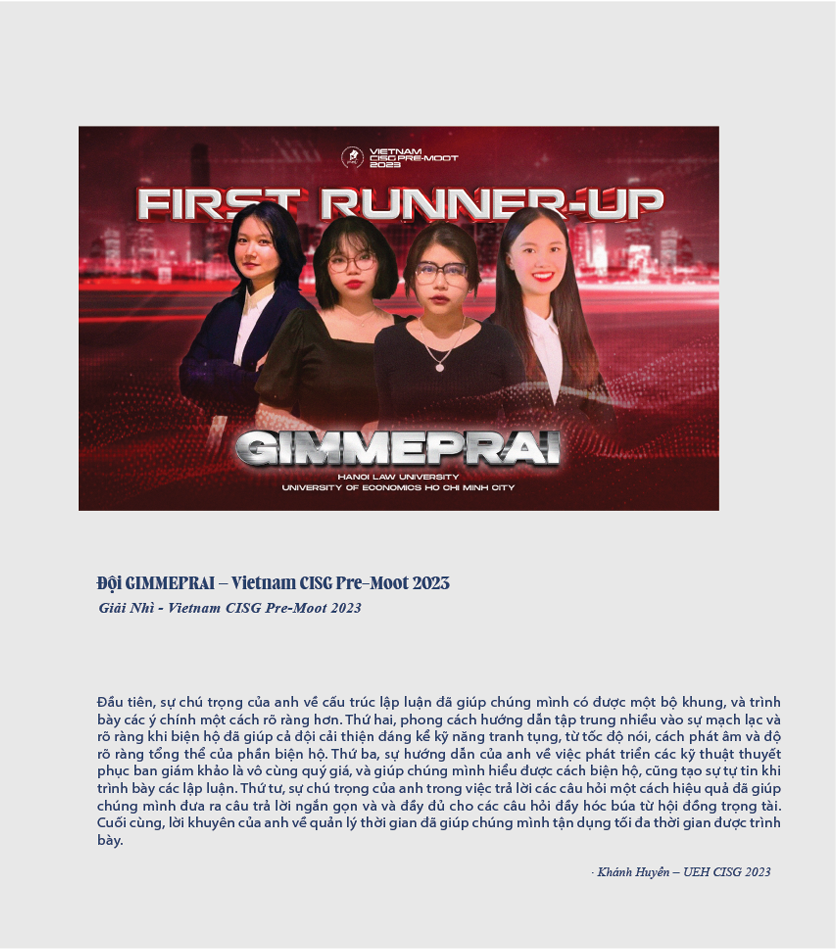 VIETNAM
CISG PRE-MOOT
2023
FIRST RUNNER-UP
GIMMEPRAI
HANOI LAW UNIVERSITY
UNIVERSITY OF ECONOMICS HO CHI MINH CITY
Đội GIMMEPRAI – Vietnam CISG Pre-Moot 2023
Giải Nhì - Vietnam CISG Pre-Moot 2023
Đầu tiên, sự chú trọng của anh về cấu trúc lập luận đã giúp chúng mình có được một bộ khung, và trình
bày các ý chính một cách rõ ràng hơn. Thứ hai, phong cách hướng dẫn tập trung nhiều vào sự mạch lạc và
rõ ràng khi biện hộ đã giúp cả đội cải thiện đáng kể kỹ năng tranh tụng, từ tốc độ nói, cách phát âm và độ
rõ ràng tổng thể của phần biện hộ. Thứ ba, sự hướng dẫn của anh về việc phát triển các kỹ thuật thuyết
phục ban giám khảo là vô cùng quý giá, và giúp chúng mình hiểu được cách biện hộ, cũng tạo sự tự tin khi
trình bày các lập luận. Thứ tư, sự chú trọng của anh trong việc trả lời các câu hỏi một cách hiệu quả đã giúp
chúng mình đưa ra câu trả lời ngắn gọn và và đầy đủ cho các câu hỏi đầy hóc búa từ hội đồng trọng tài.
Cuối cùng, lời khuyên của anh về quản lý thời gian đã giúp chúng mình tận dụng tối đa thời gian được trình
bày.
· Khánh Huyền – UEH CISG 2023